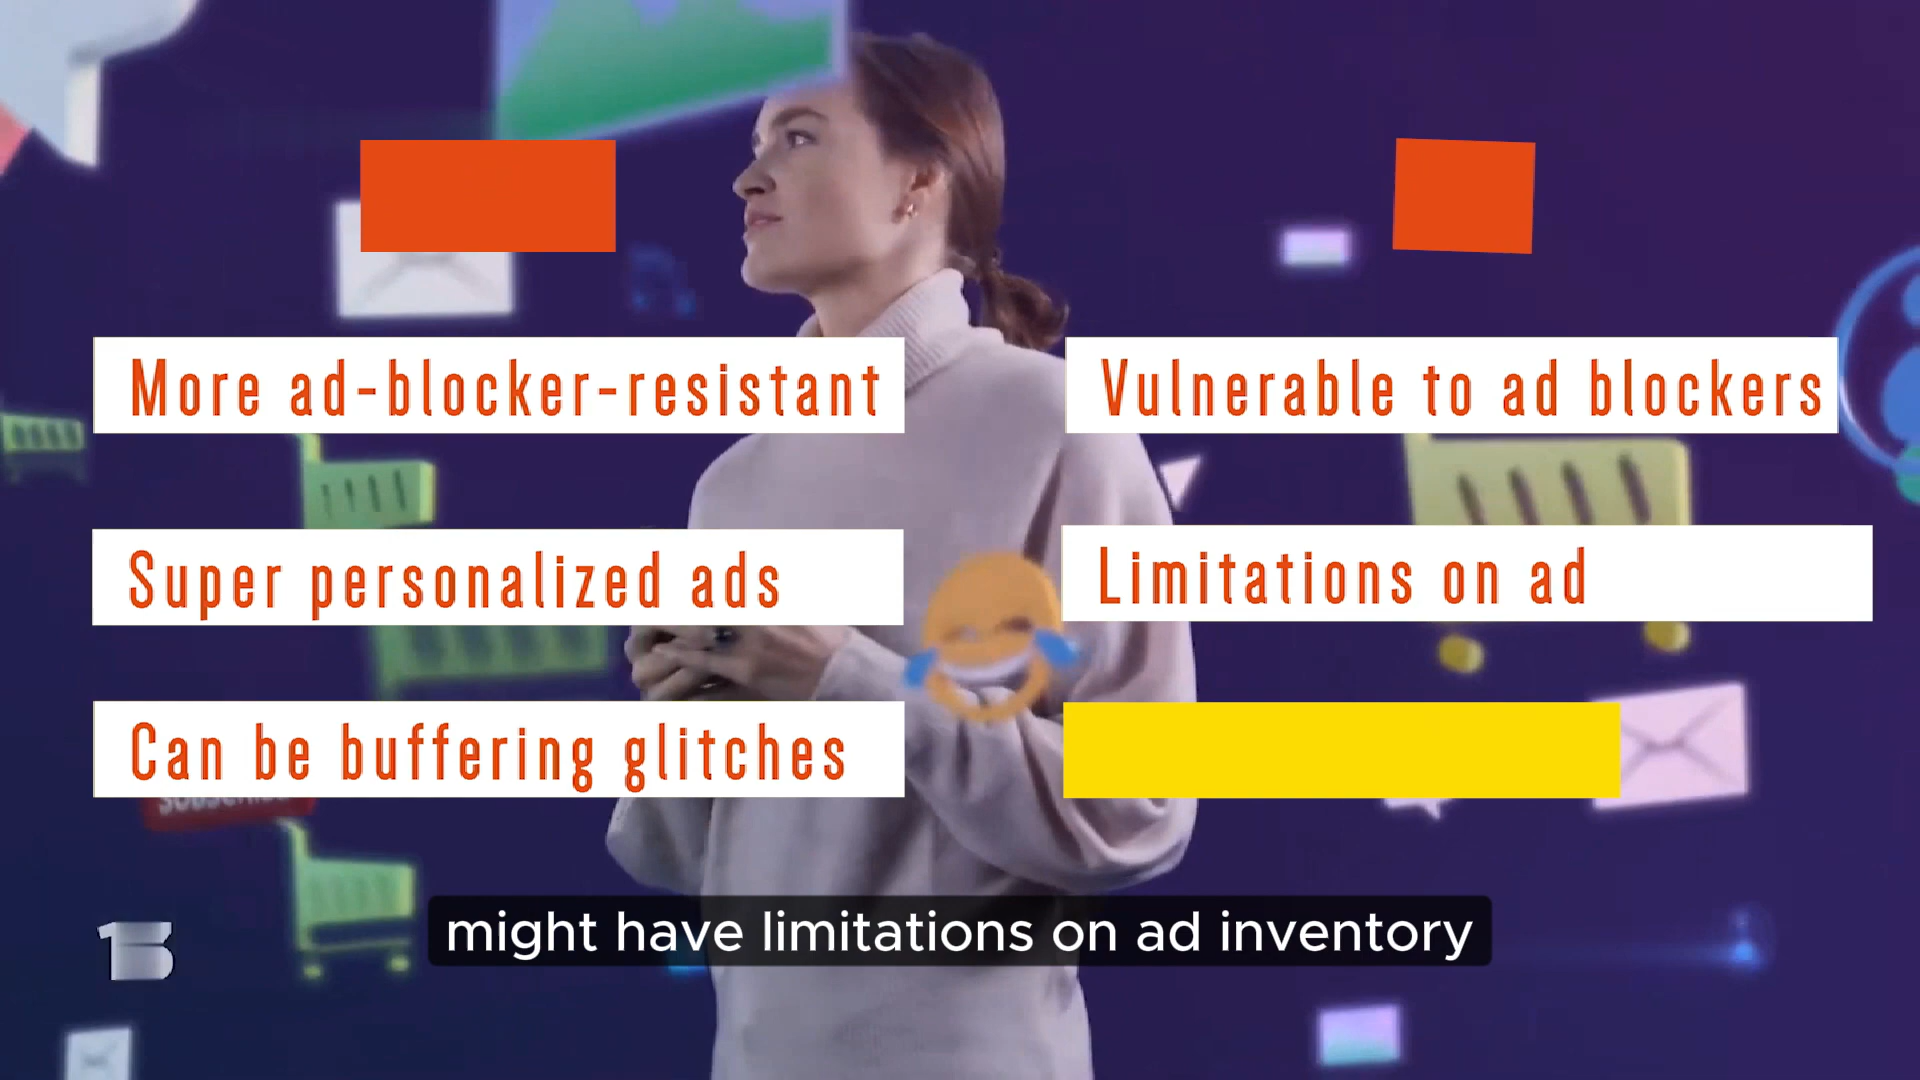 More ad-blocker-resistant
Vulnerable to ad blockers
Super personalized ads
Limitations on ad
Can be buffering glitches
might have limitations on ad inventory